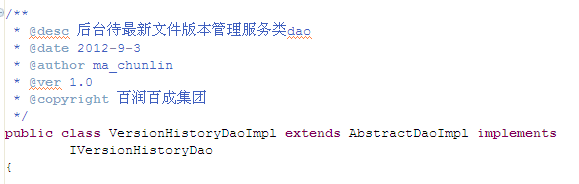 /**
 * @desc 后台待最新文件版本管理服务类dao
 * @date 2012-9-3
 * @author ma_chunlin
 * @ver 1.0
 * @copyright 百润百成集团
 */
public class VersionHistoryDaoImpl extends AbstractDaoImpl implements
        IVersionHistoryDao
{